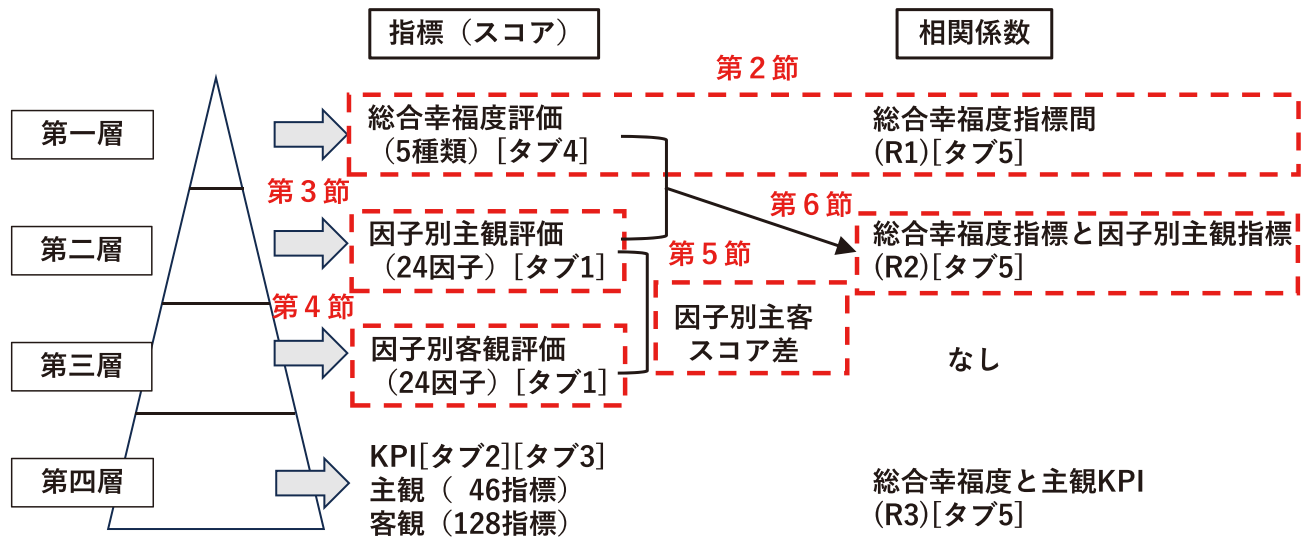 指標（スコア）
相関係数
第２節
第一層
総合幸福度評価
（5種類）[タブ4]
総合幸福度指標間
(R1)[タブ5]
第３節
第６節
第二層
因子別主観評価
（24因子）[タブ1]
第５節
総合幸福度指標と因子別主観指標
(R2)[タブ5]
第４節
因子別主客
スコア差
第三層
因子別客観評価
（24因子）[タブ1]
なし
第四層
KPI[タブ2][タブ3]
主観（ 46指標）
客観（128指標）
総合幸福度と主観KPI
(R3)[タブ5]